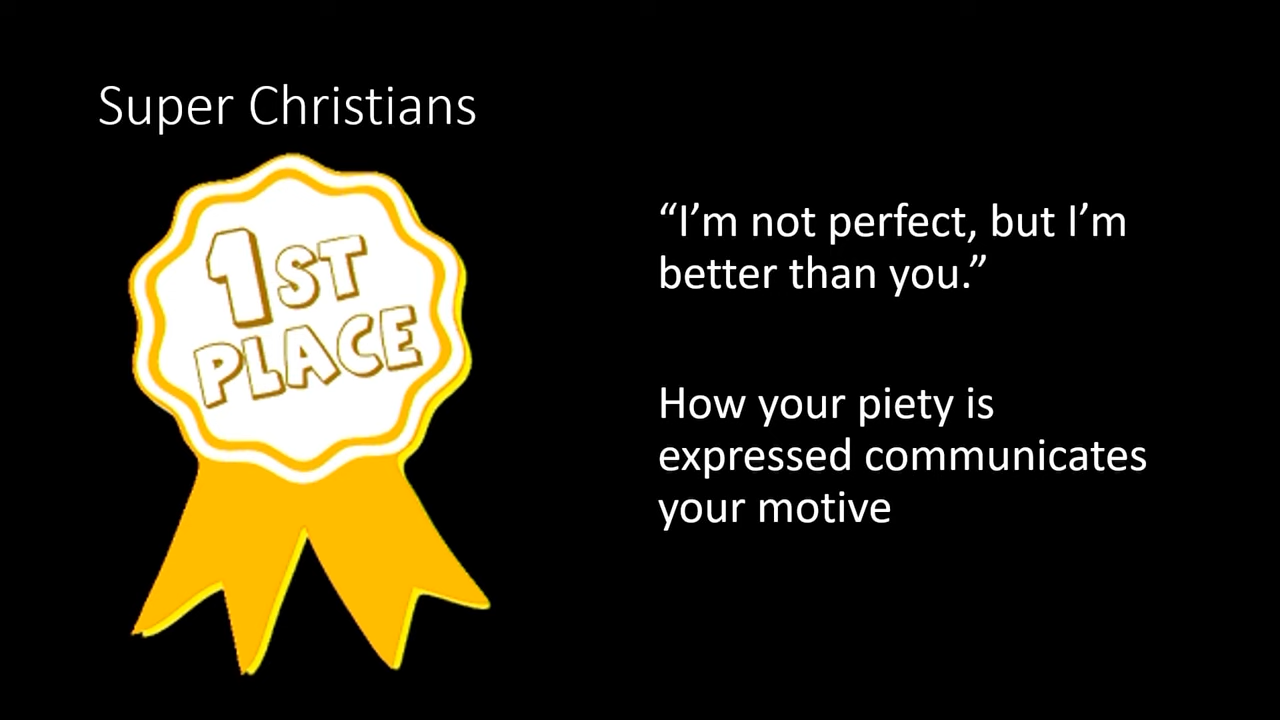 Super Christians
1ST
PLACE
“I’m not perfect, but I’m
better than you.”
How your piety is
expressed communicates
your motive